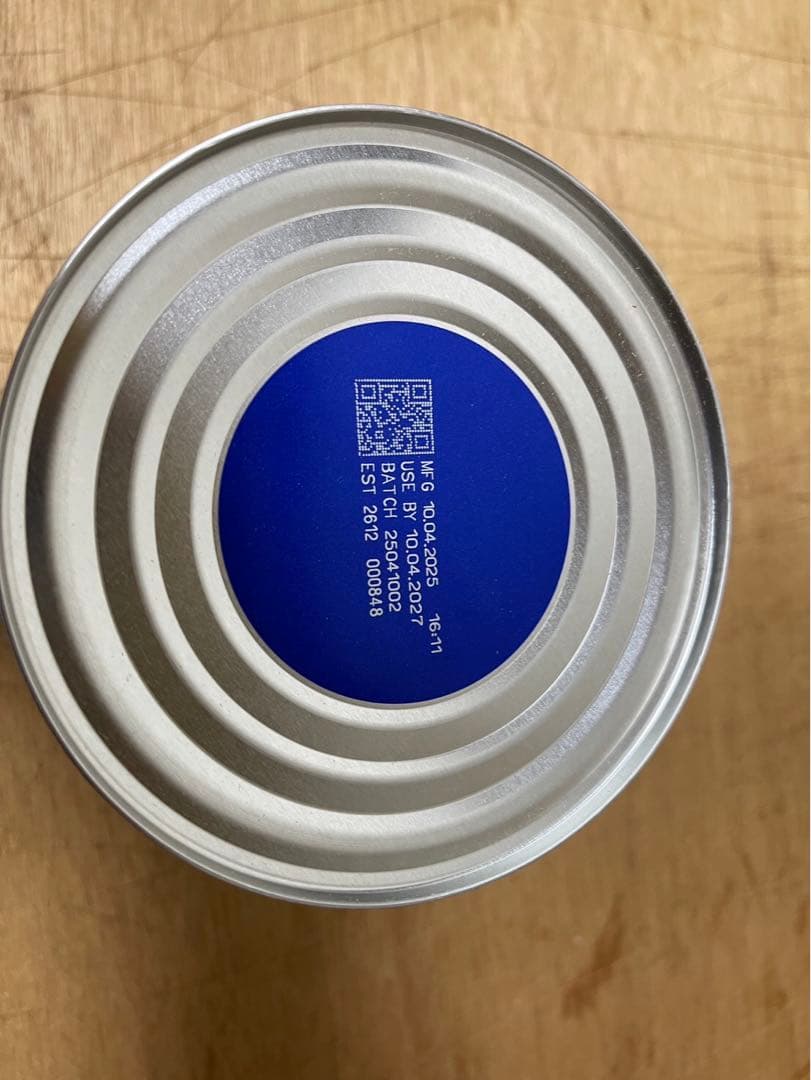 MFG 10.04.2025 16:11
USE BY 10.04.2027
BATCH 25041002
EST 2612 000848